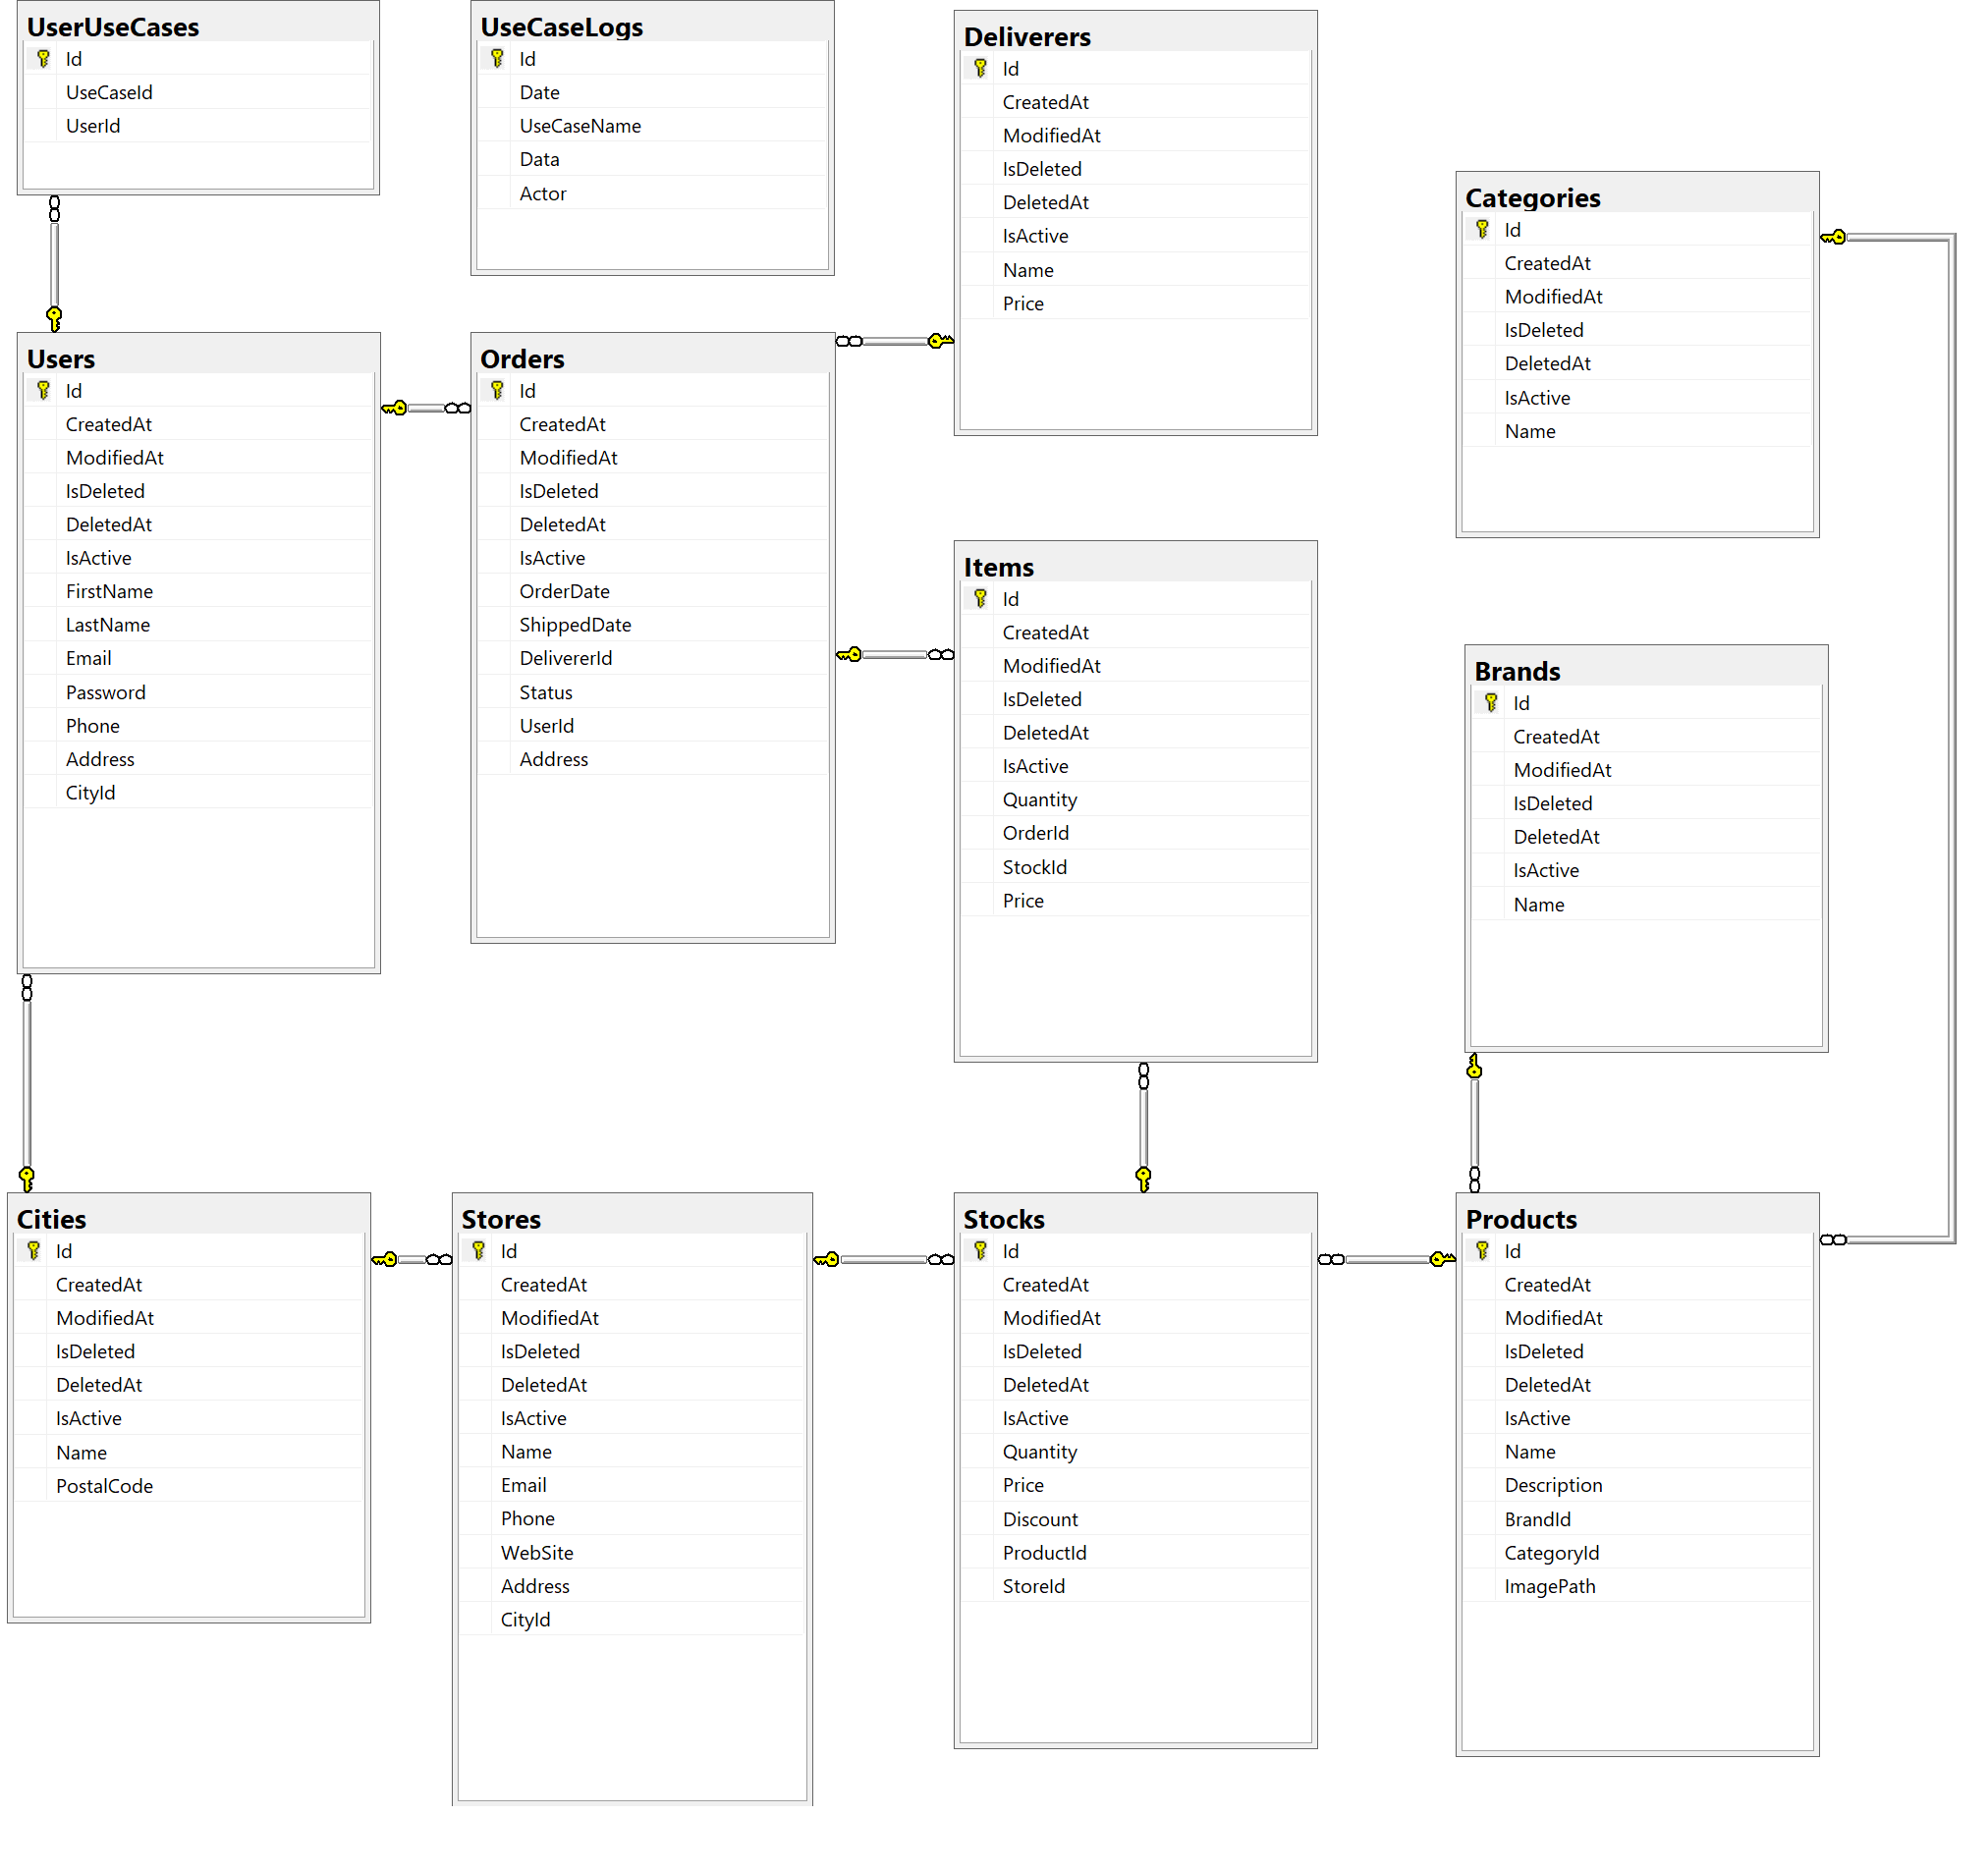 UserUseCases
Id
UseCaseId
UserId
UseCaseLogs
Id
Date
UseCaseName
Data
Actor
Deliverers
Id
CreatedAt
ModifiedAt
IsDeleted
DeletedAt
IsActive
Name
Price
Categories
Id
CreatedAt
ModifiedAt
IsDeleted
DeletedAt
IsActive
Name
Users
Id
CreatedAt
ModifiedAt
IsDeleted
DeletedAt
IsActive
FirstName
LastName
Email
Password
Phone
Address
CityId
Orders
Id
CreatedAt
ModifiedAt
IsDeleted
DeletedAt
IsActive
OrderDate
ShippedDate
DelivererId
Status
UserId
Address
Items
Id
CreatedAt
ModifiedAt
IsDeleted
DeletedAt
IsActive
Quantity
OrderId
StockId
Price
Brands
Id
CreatedAt
ModifiedAt
IsDeleted
DeletedAt
IsActive
Name
Cities
Id
CreatedAt
ModifiedAt
IsDeleted
DeletedAt
IsActive
Name
PostalCode
Stores
Id
CreatedAt
ModifiedAt
IsDeleted
DeletedAt
IsActive
Name
Email
Phone
WebSite
Address
CityId
Stocks
Id
CreatedAt
ModifiedAt
IsDeleted
DeletedAt
IsActive
Quantity
Price
Discount
ProductId
StoreId
Products
Id
CreatedAt
ModifiedAt
IsDeleted
DeletedAt
IsActive
Name
Description
BrandId
CategoryId
ImagePath